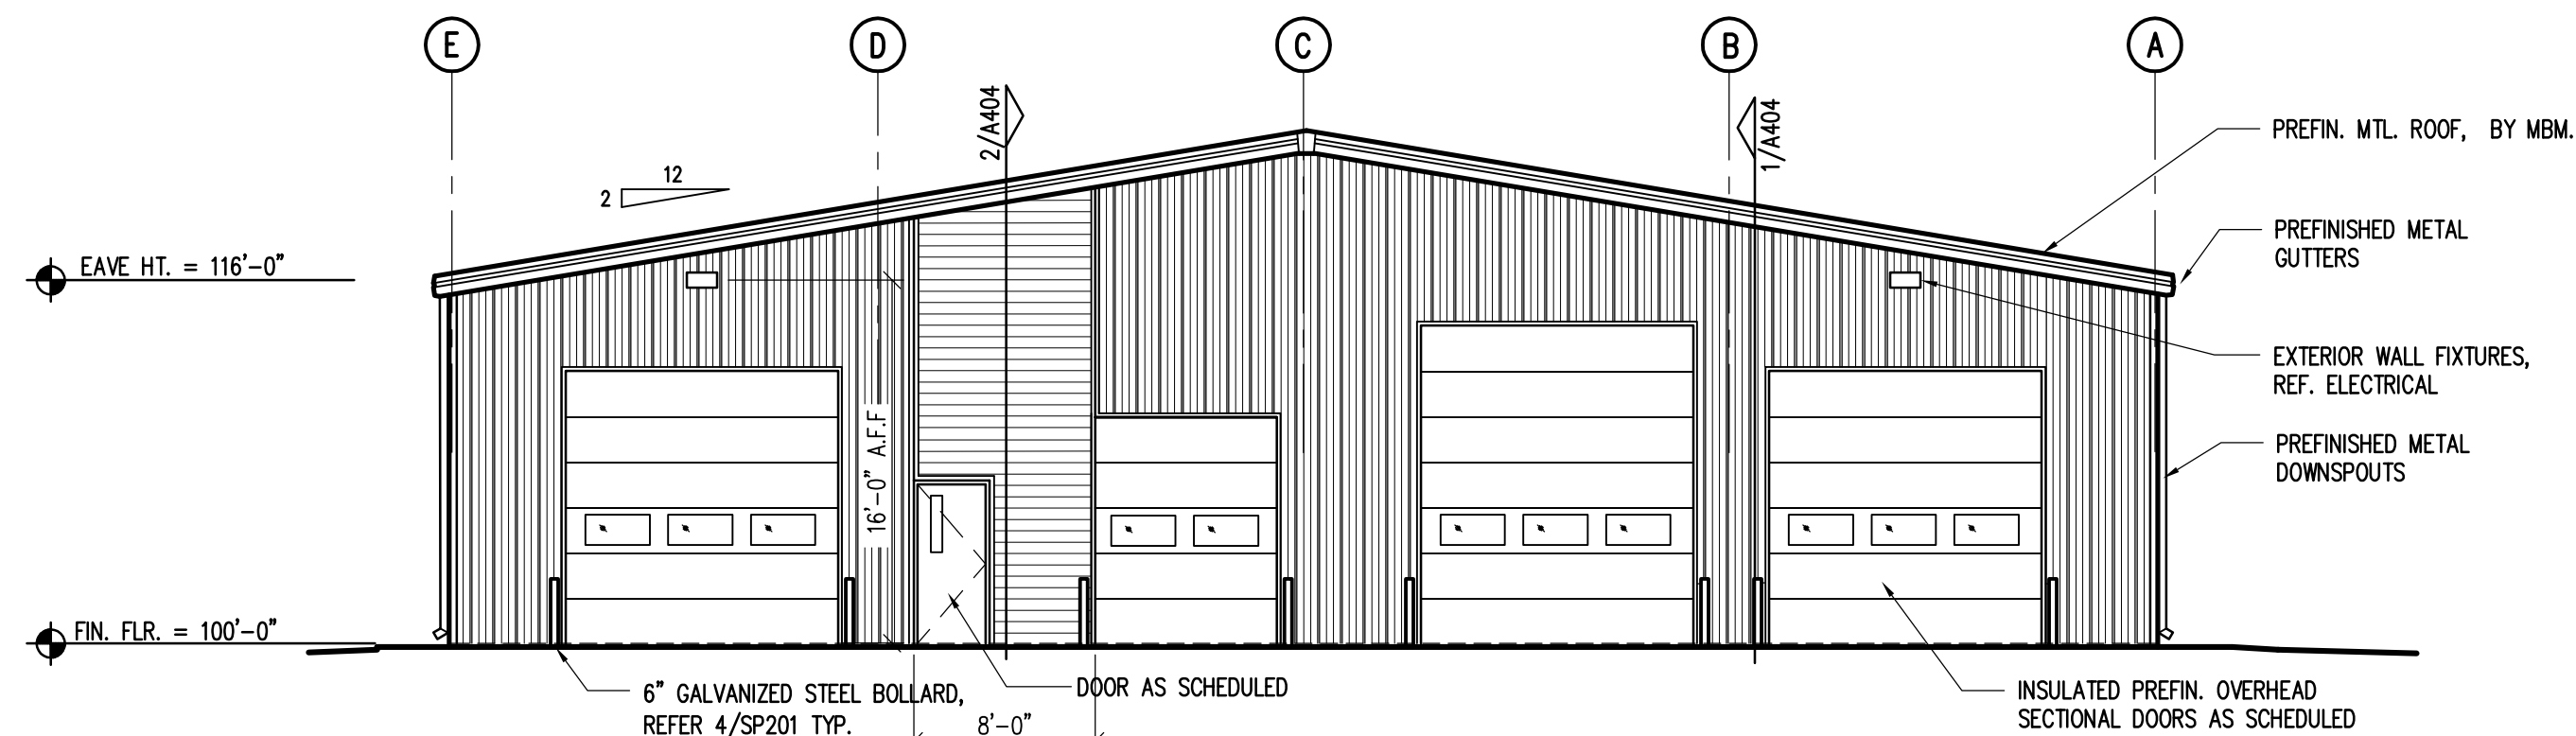 E
D
C
B
A
2/A404
1/A404
PREFIN. MTL. ROOF, BY MBM.
12
2
PREFINISHED METAL
GUTTERS
EAVE HT. = 116'-0"
EXTERIOR WALL FIXTURES,
REF. ELECTRICAL
16'-0" A.F.F
PREFINISHED METAL
DOWNSPOUTS
FIN. FLR. = 100'-0"
6" GALVANIZED STEEL BOLLARD,
REFER 4/SP201 TYP.
DOOR AS SCHEDULED
8'-0"
INSULATED PREFIN. OVERHEAD
SECTIONAL DOORS AS SCHEDULED